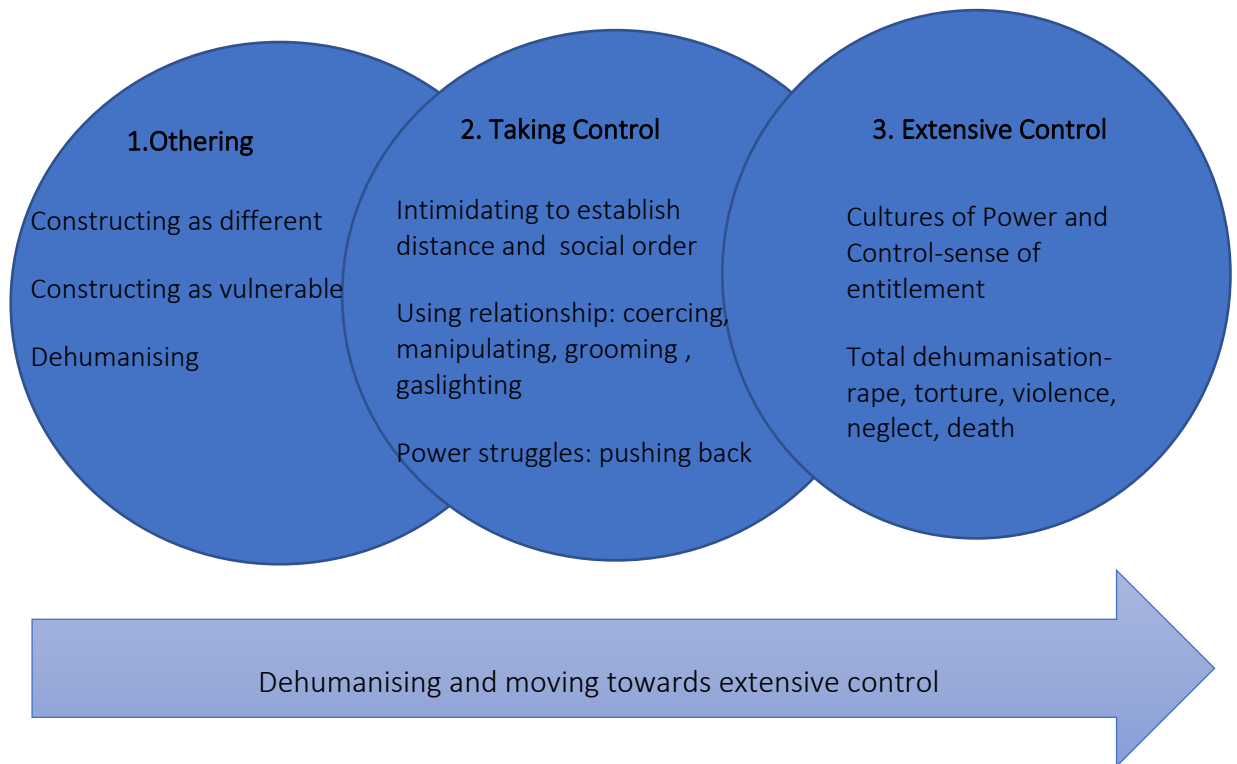 1.Othering
Constructing as different
Constructing as vulnerable
Dehumanising
2. Taking Control
Intimidating to establish
distance and  social order
Using relationship: coercing,
manipulating, grooming ,
gaslighting
Power struggles: pushing back
3. Extensive Control
Cultures of Power and
Control-sense of
entitlement
Total dehumanisation-
rape, torture, violence,
neglect, death
Dehumanising and moving towards extensive control